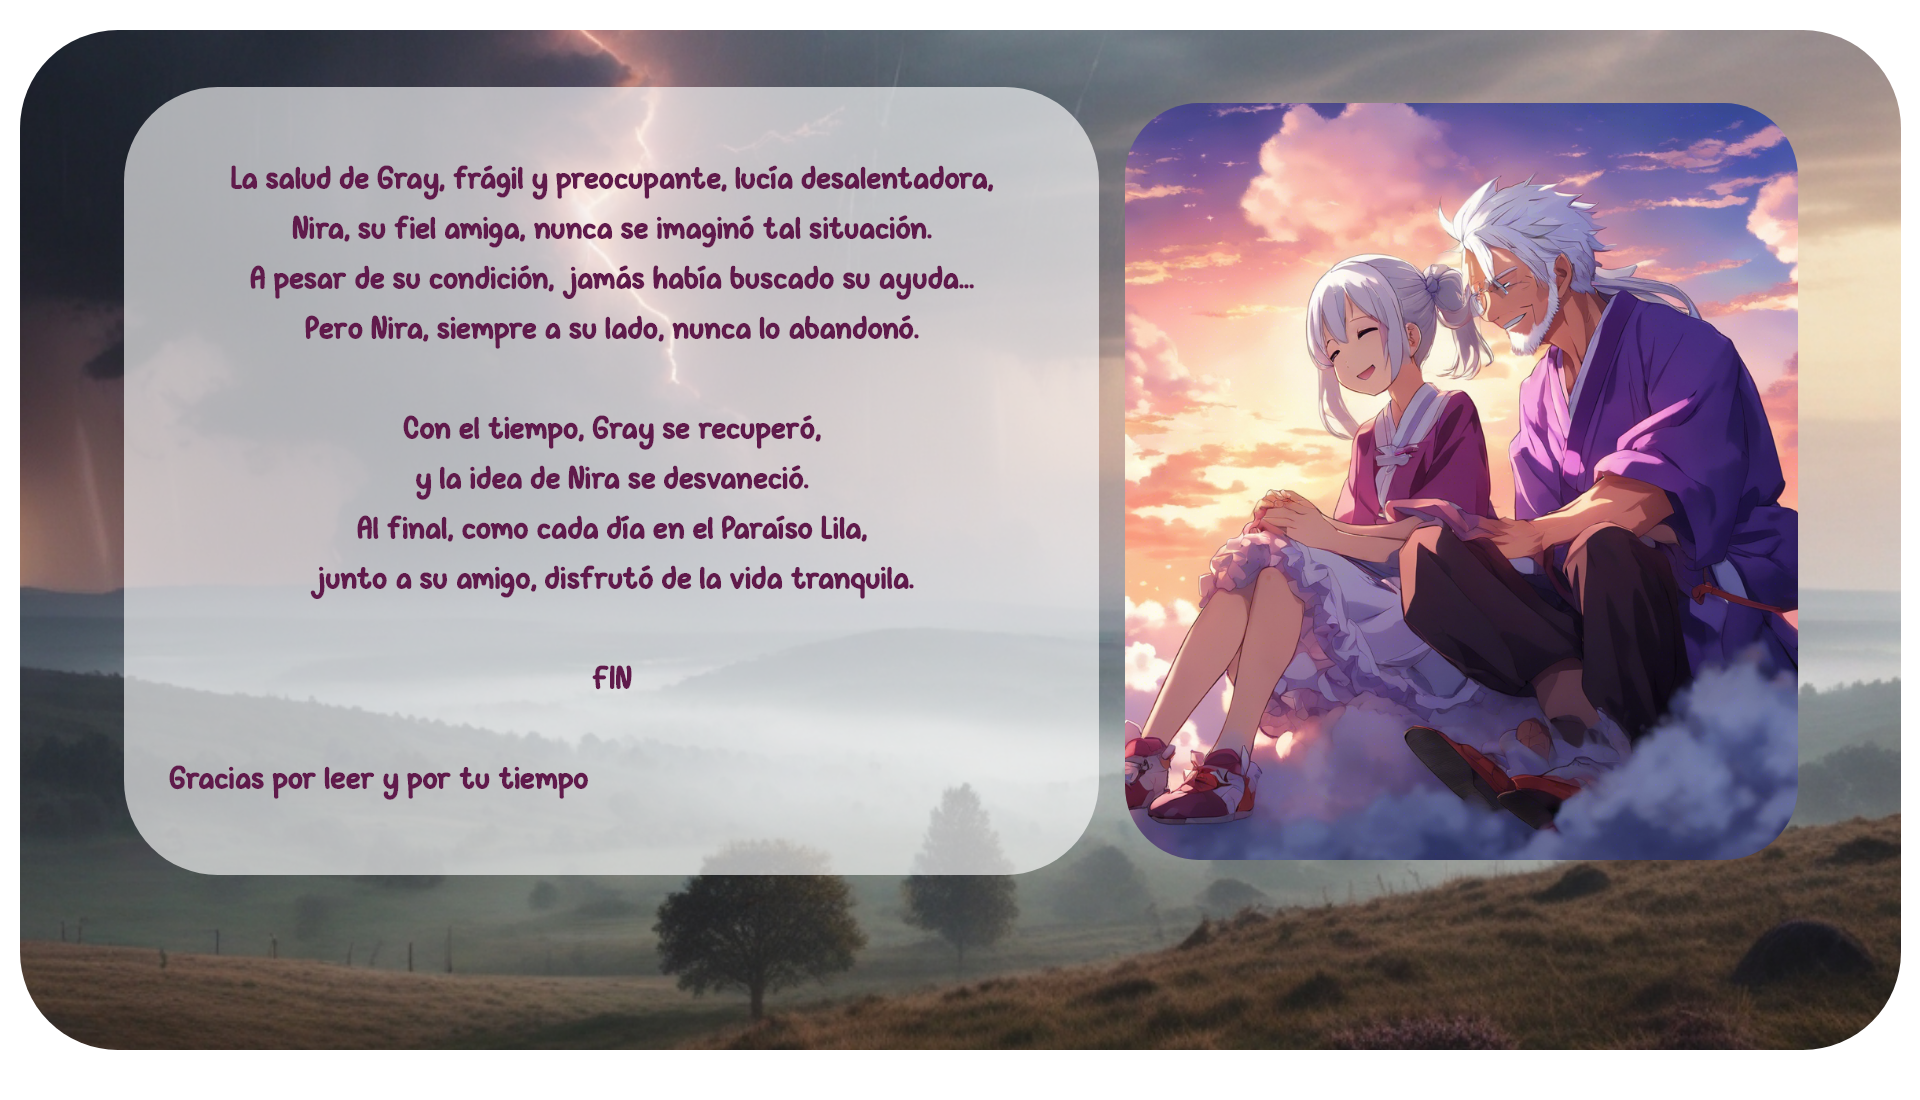 La salud de Gray, frágil y preocupante, lucía desalentadora,
Nira, su fiel amiga, nunca se imaginó tal situación.
A pesar de su condición, jamás había buscado su ayuda...
Pero Nira, siempre a su lado, nunca lo abandonó.
Con el tiempo, Gray se recuperó,
y la idea de Nira se desvaneció.
Al final, como cada día en el Paraíso Lila,
junto a su amigo, disfrutó de la vida tranquila.
FIN
Gracias por leer y por tu tiempo